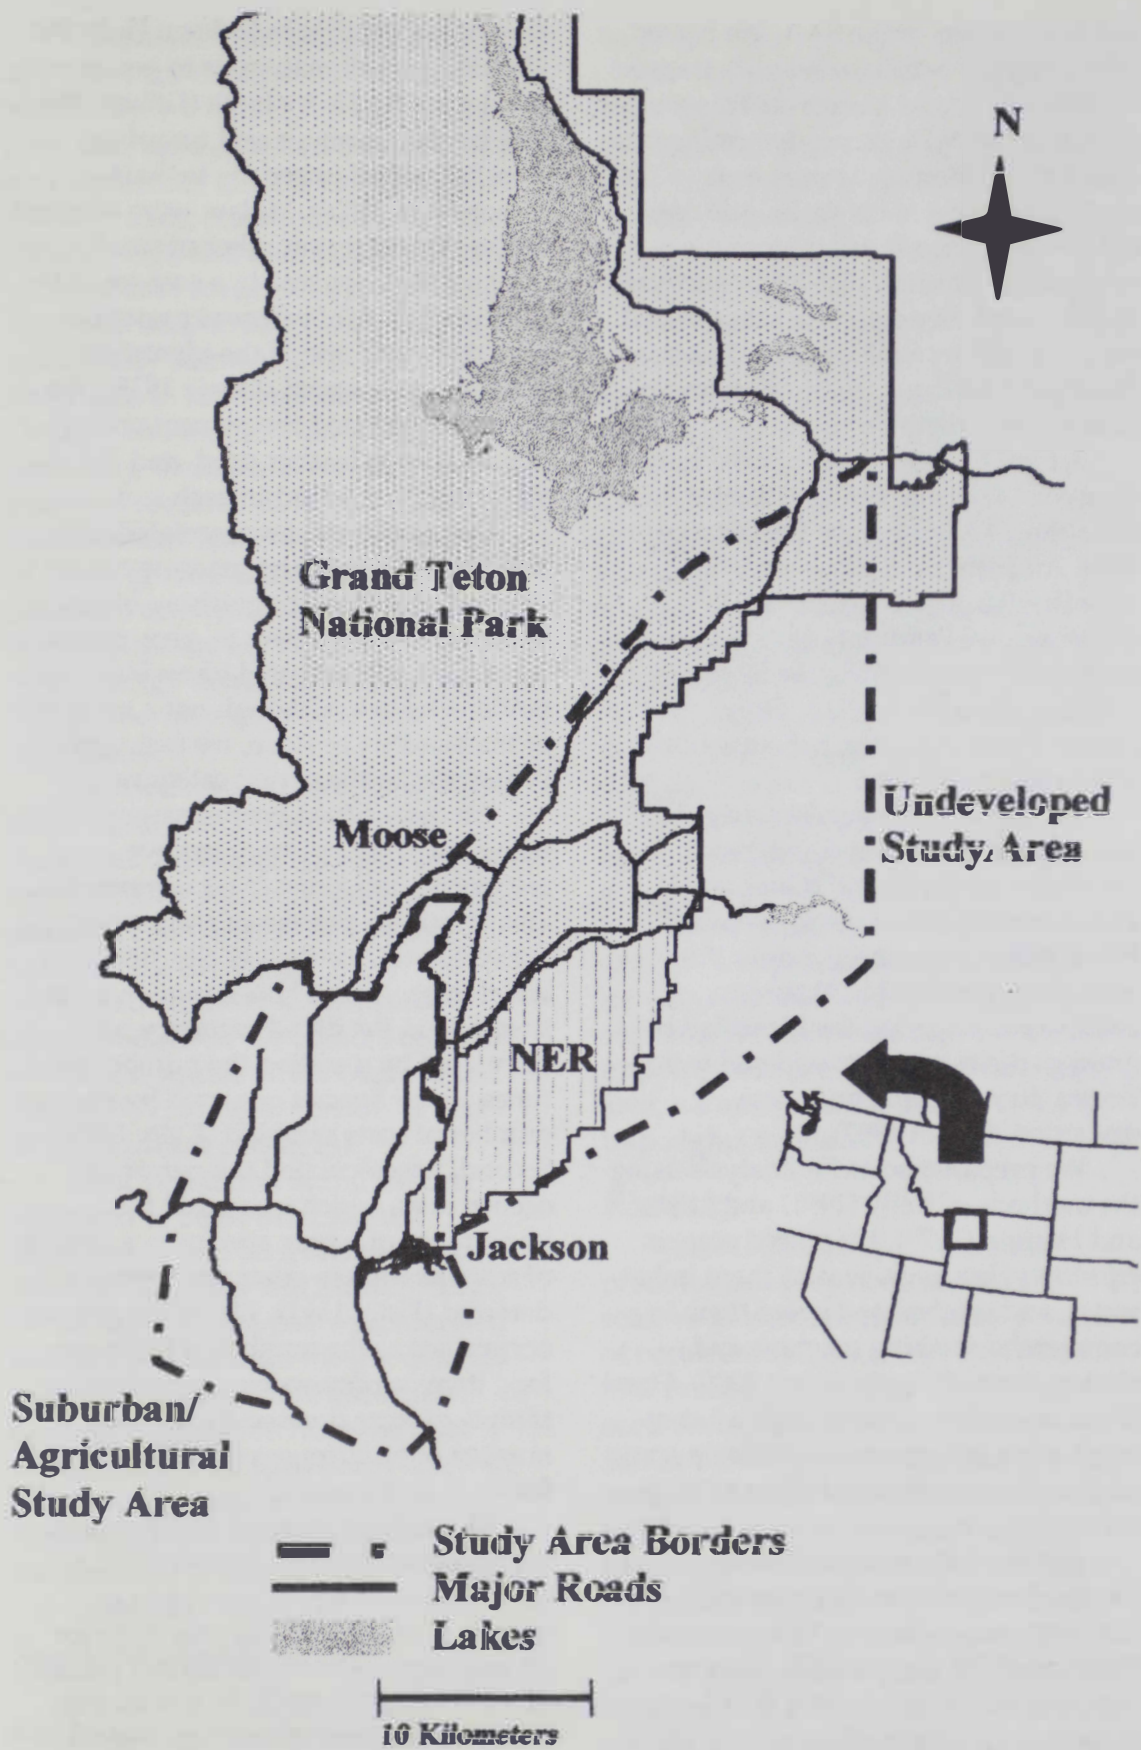 N
Grand Teton
National Park
Moose
Undeveloped
Study Area
NER
Jackson
Suburban/
Agricultural
Study Area
Study Area Borders
Major Roads
Lakes
10 Kilometers